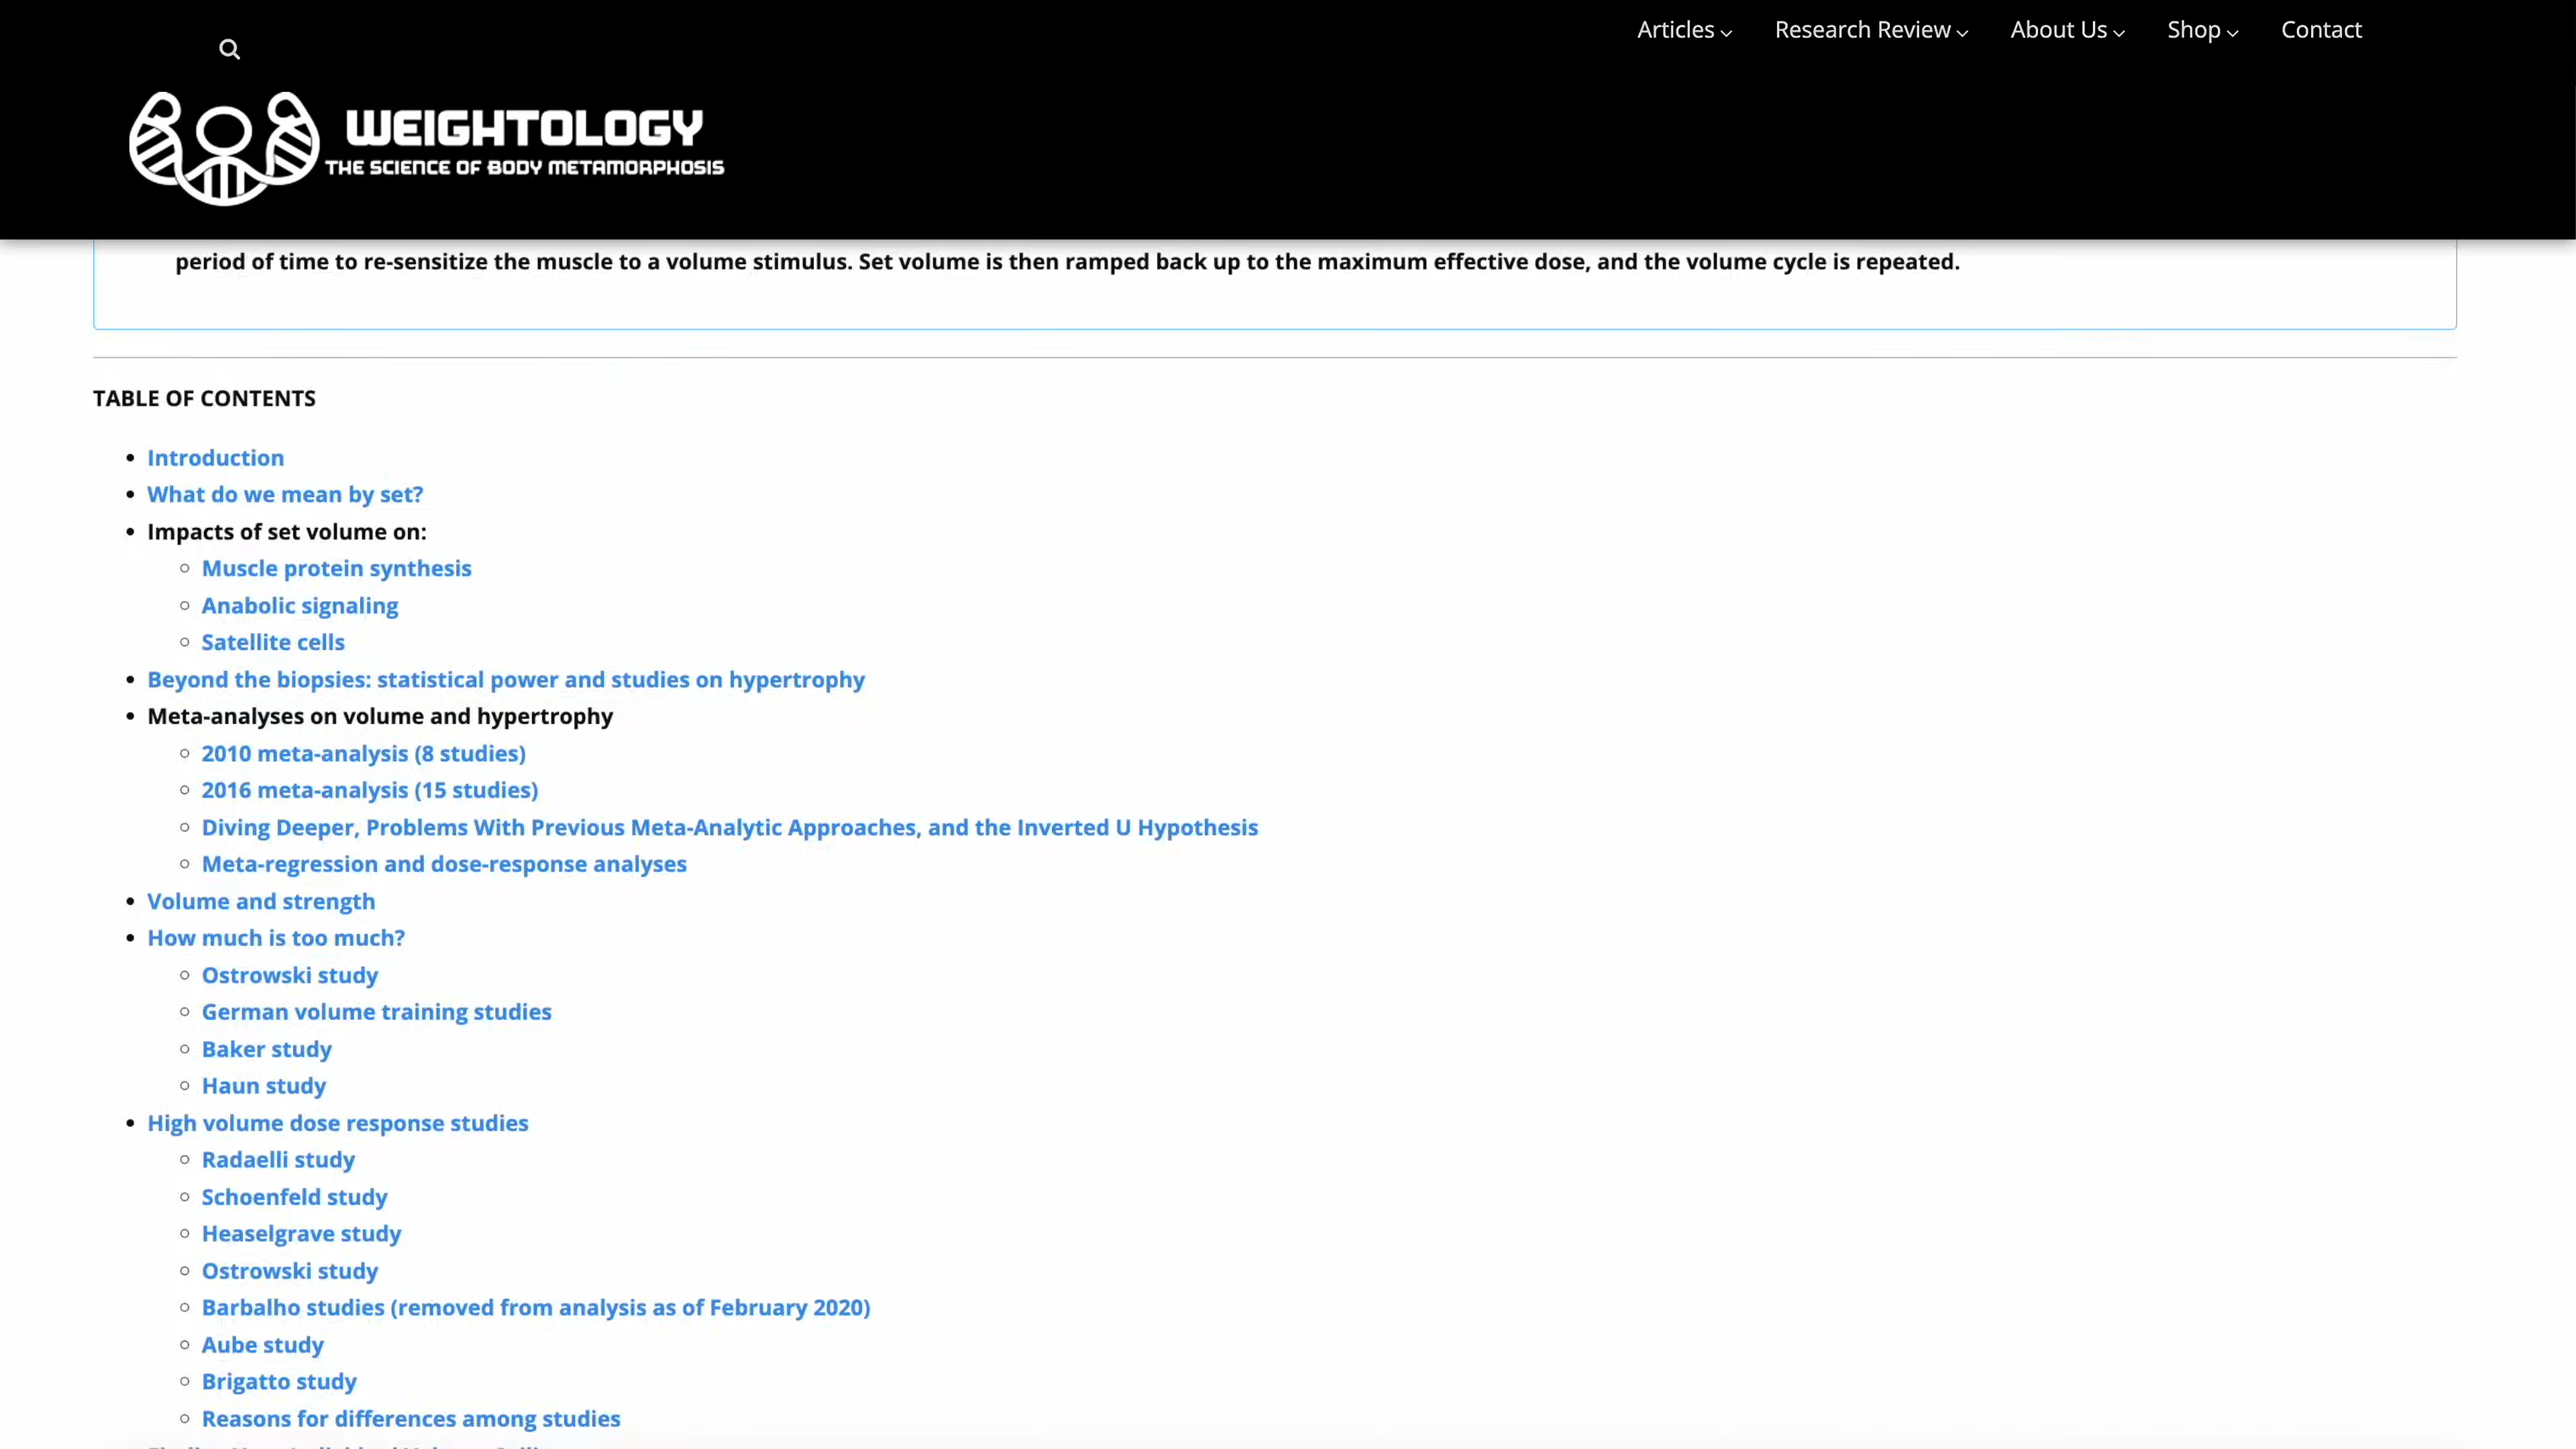 Articles
Research Review
About Us
Shop
Contact
WEIGHTOLOGY
THE SCIENCE OF BODY METAMORPHOSIS
period of time to re-sensitize the muscle to a volume stimulus. Set volume is then ramped back up to the maximum effective dose, and the volume cycle is repeated.
TABLE OF CONTENTS
Introduction
What do we mean by set?
Impacts of set volume on:
Muscle protein synthesis
Anabolic signaling
Satellite cells
Beyond the biopsies: statistical power and studies on hypertrophy
Meta-analyses on volume and hypertrophy
2010 meta-analysis (8 studies)
2016 meta-analysis (15 studies)
Diving Deeper, Problems With Previous Meta-Analytic Approaches, and the Inverted U Hypothesis
Meta-regression and dose-response analyses
Volume and strength
How much is too much?
Ostrowski study
German volume training studies
Baker study
Haun study
High volume dose response studies
Radaelli study
Schoenfeld study
Heaselgrave study
Ostrowski study
Barbalho studies (removed from analysis as of February 2020)
Aube study
Brigatto study
Reasons for differences among studies